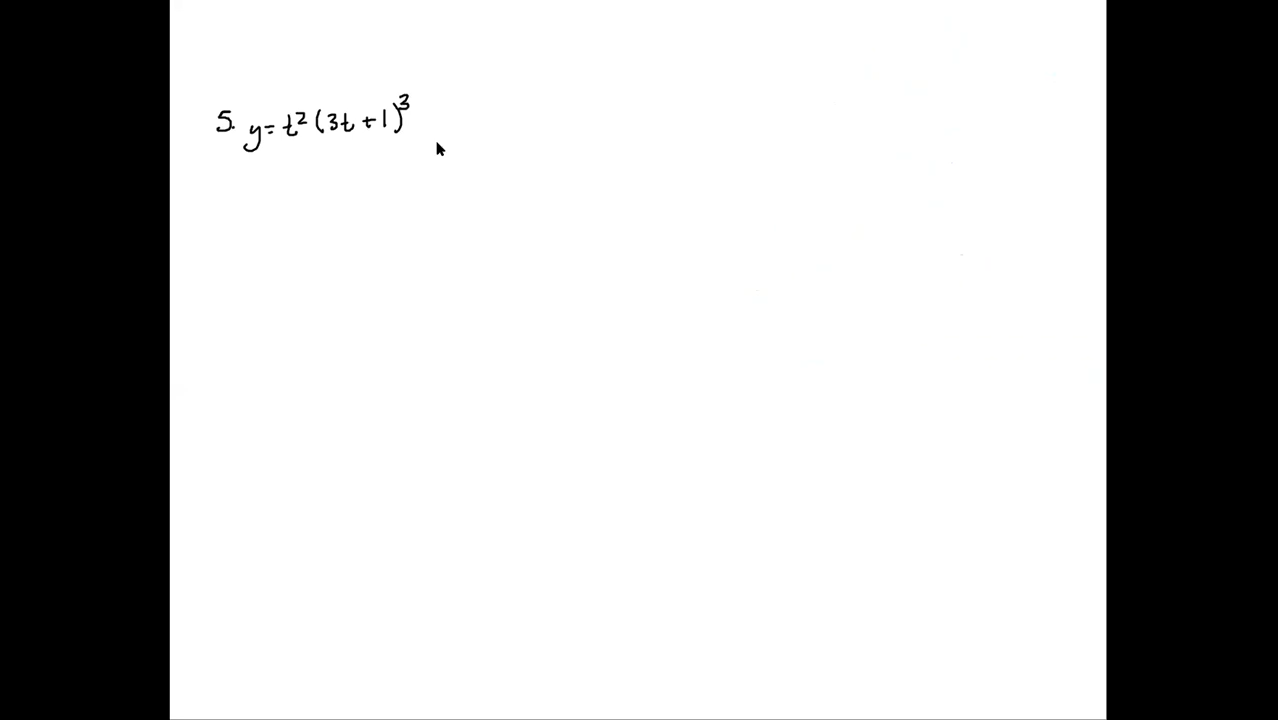 5. y = t² (3t + 1)³